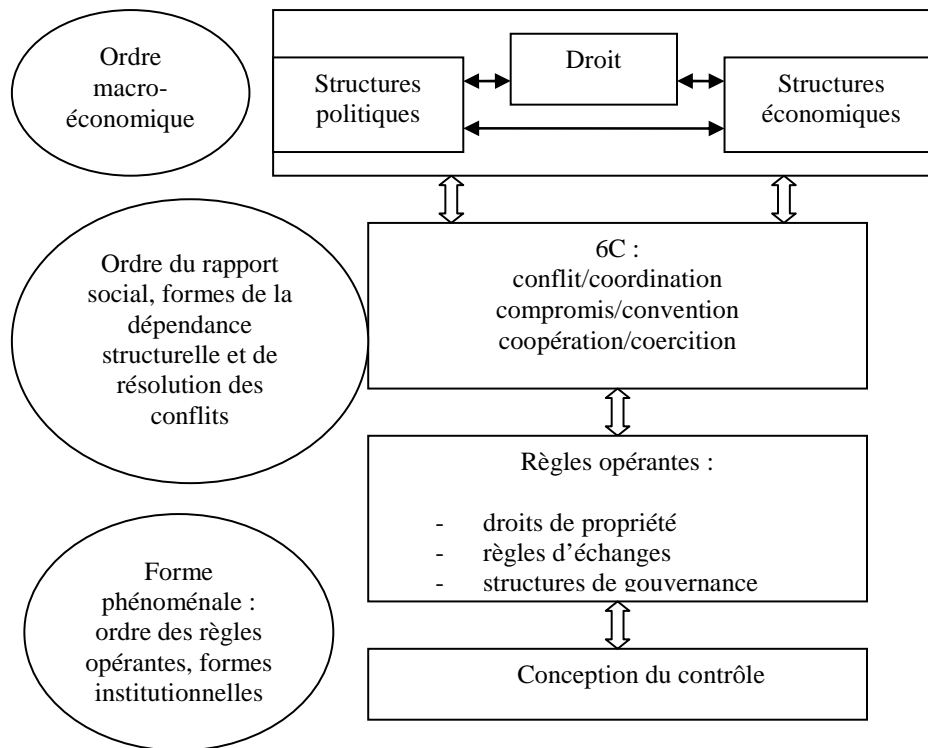 Ordre
macro-
économique
Structures
politiques
Droit
Structures
économiques
Ordre du rapport
social, formes de la
dépendance
structurelle et de
résolution des
conflits
6C :
conflit/coordination
compromis/convention
coopération/coercition
Règles opérantes :
- droits de propriété
- règles d’échanges
- structures de gouvernance
Forme
phénoménale :
ordre des règles
opérantes, formes
institutionnelles
Conception du contrôle